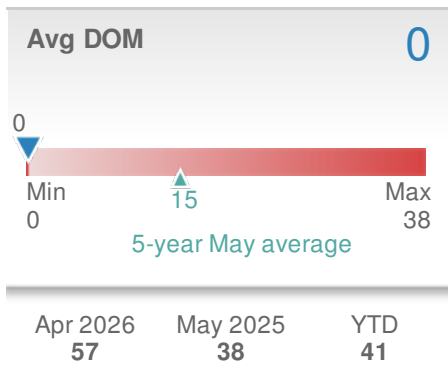 Avg DOM 0
0
Min 15 Max
0 38
5-year May average
Apr 2026 May 2025 YTD
57 38 41